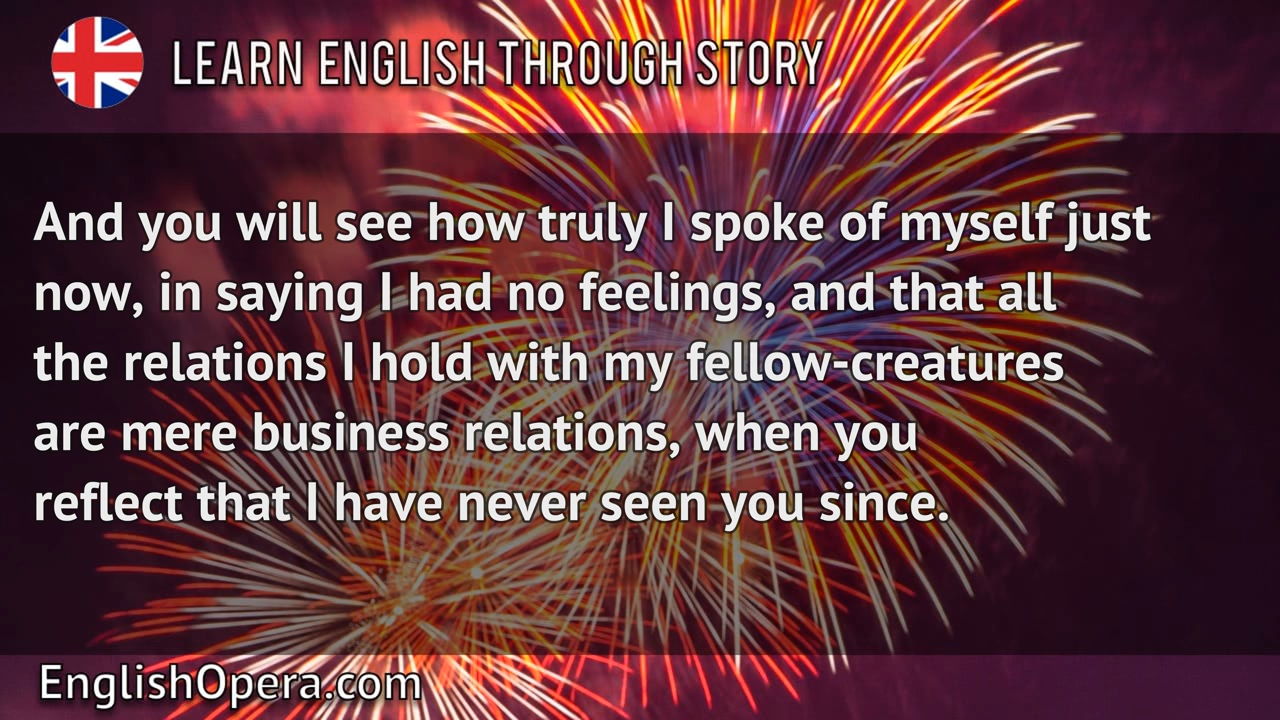 LEARN ENGLISH THROUGH STORY
And you will see how truly I spoke of myself just
now, in saying I had no feelings, and that all
the relations I hold with my fellow-creatures
are mere business relations, when you
reflect that I have never seen you since.
EnglishOpera.com